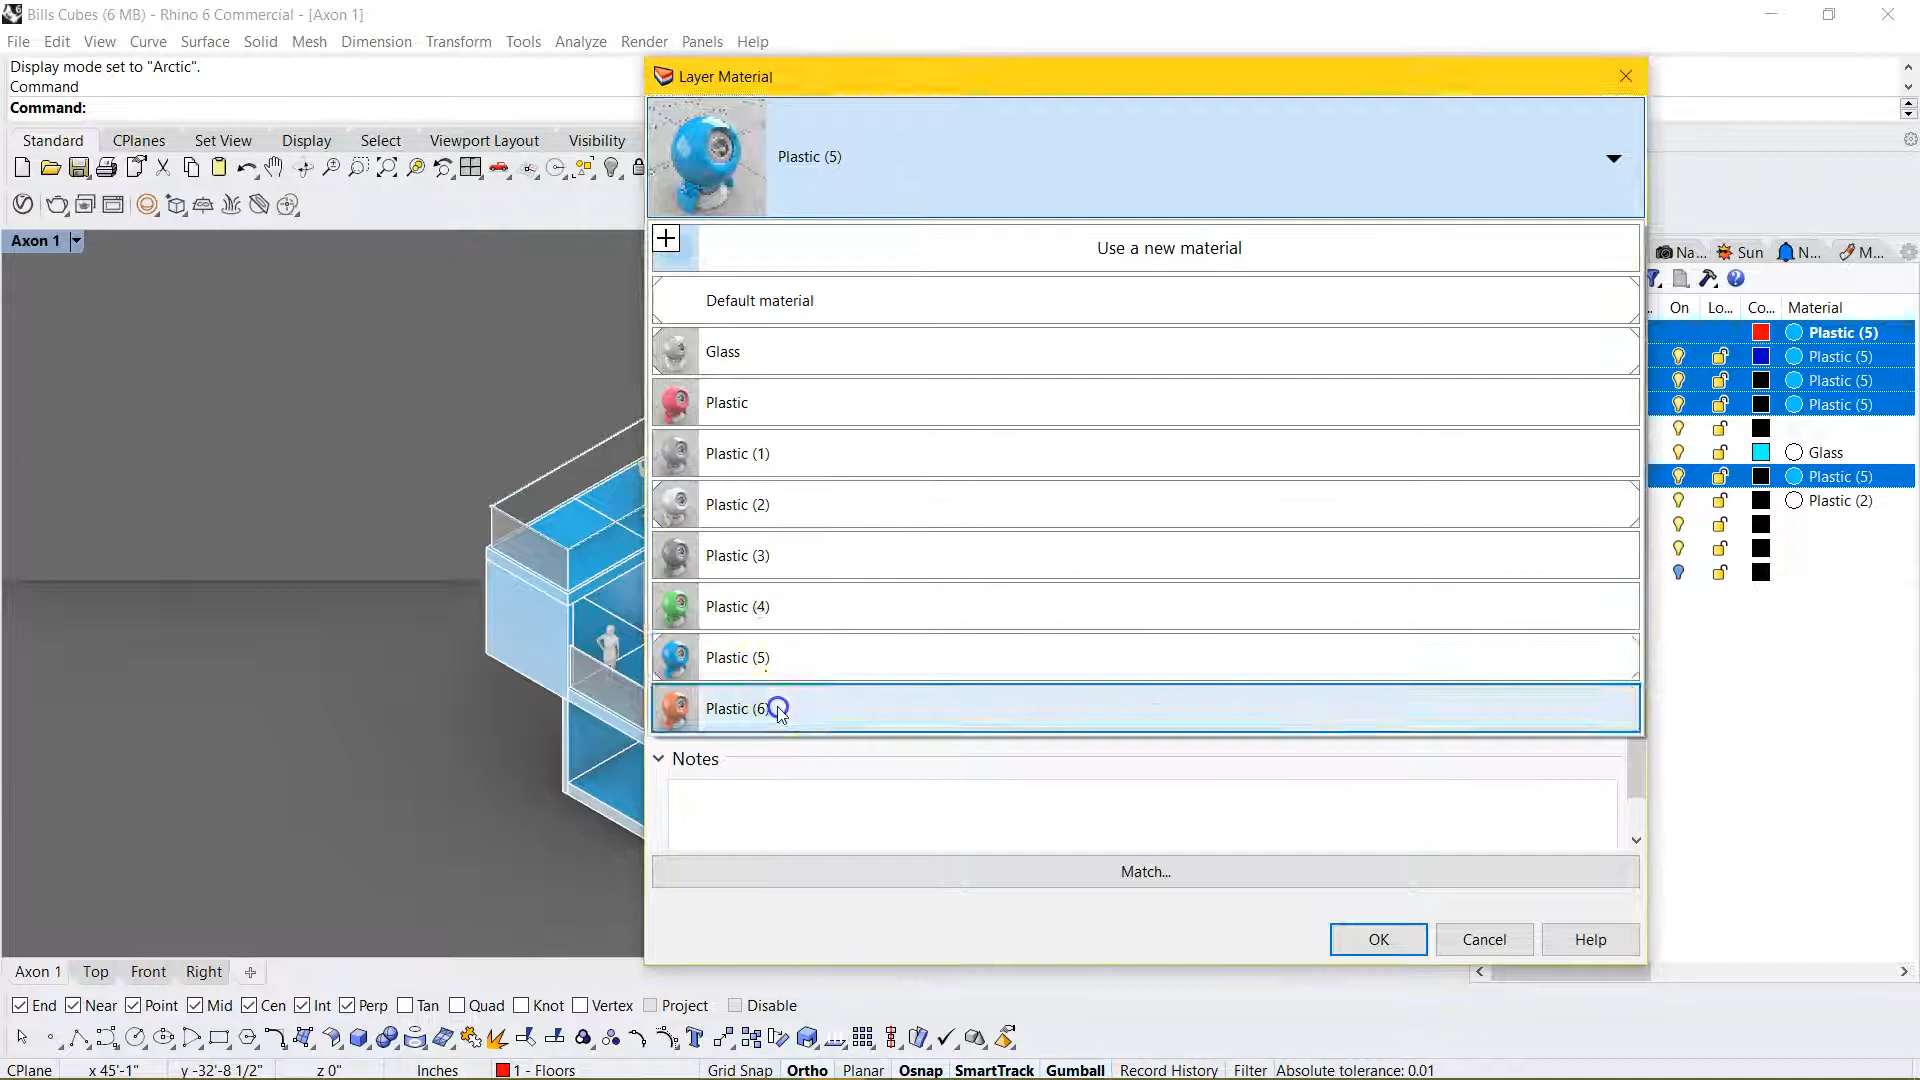 Bills Cubes (6 MB) - Rhino 6 Commercial - [Axon 1]
File Edit View Curve Surface Solid Mesh Dimension Transform Tools Analyze Render Panels Help
Display mode set to "Arctic".
Command
Command:
Standard CPlanes Set View Display Select Viewport Layout Visibility
Axon 1
Layer Material
Plastic (5)
Use a new material
Default material
Glass
Plastic
Plastic (1)
Plastic (2)
Plastic (3)
Plastic (4)
Plastic (5)
Plastic (6)
Notes
Match...
OK Cancel Help
Na... Sun N... M...
On Lo... Co... Material
Plastic (5)
Plastic (5)
Plastic (5)
Plastic (5)
Glass
Plastic (5)
Plastic (2)
Axon 1 Top Front Right
End Near Point Mid Cen Int Perp Tan Quad Knot Vertex Project Disable
CPlane x 45'-1" y -32'-8 1/2" z 0" Inches 1 - Floors Grid Snap Ortho Planar Osnap SmartTrack Gumball Record History Filter Absolute tolerance: 0.01